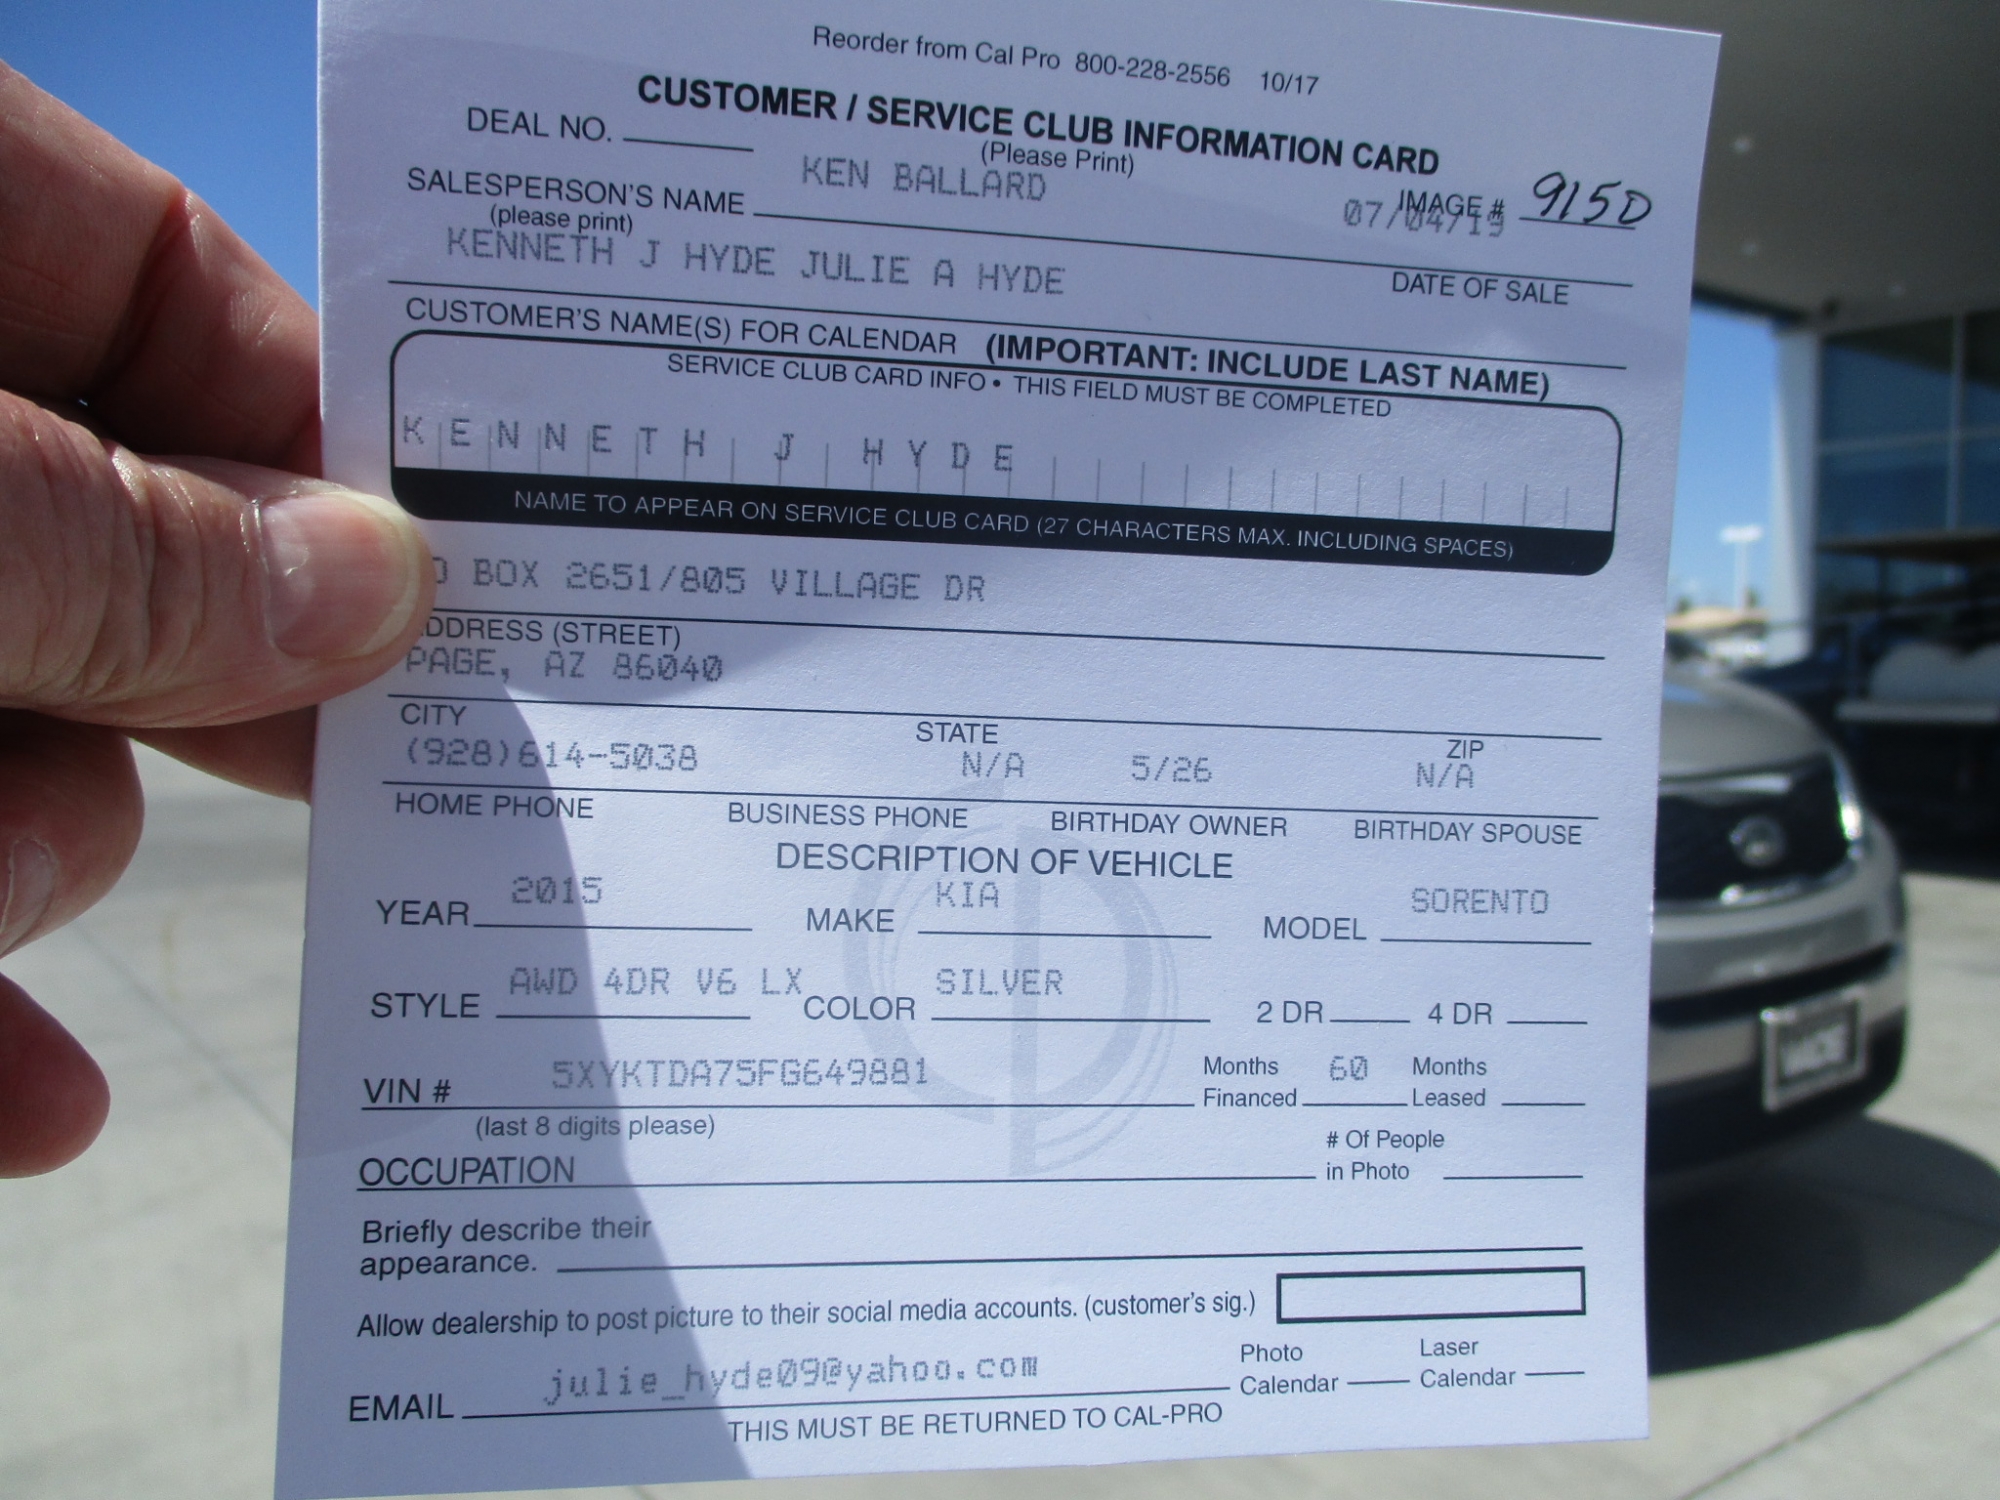 Reorder from Cal Pro 800-228-2556 10/17
CUSTOMER / SERVICE CLUB INFORMATION CARD
DEAL NO. (Please Print)
KEN BALLARD
SALESPERSON'S NAME IMAGE # 9150
(please print) 07/04/19
KENNETH J HYDE JULIE A HYDE DATE OF SALE
CUSTOMER'S NAME(S) FOR CALENDAR (IMPORTANT: INCLUDE LAST NAME)
SERVICE CLUB CARD INFO • THIS FIELD MUST BE COMPLETED
KENNETH J HYDE
NAME TO APPEAR ON SERVICE CLUB CARD (27 CHARACTERS MAX. INCLUDING SPACES)
O BOX 2651/805 VILLAGE DR
DDRESS (STREET)
PAGE, AZ 86040
CITY STATE ZIP
(928)614-5038 N/A 5/26 N/A
HOME PHONE BUSINESS PHONE BIRTHDAY OWNER BIRTHDAY SPOUSE
DESCRIPTION OF VEHICLE
YEAR 2015 MAKE KIA MODEL SORENTO
STYLE AWD 4DR V6 LX COLOR SILVER 2 DR 4 DR
VIN # 5XYKTDA75FG649881 Months Financed 60 Months Leased
(last 8 digits please)
OCCUPATION # Of People in Photo
Briefly describe their
appearance.
Allow dealership to post picture to their social media accounts. (customer's sig.)
EMAIL julie_hyde09@yahoo.com Photo Calendar Laser Calendar
THIS MUST BE RETURNED TO CAL-PRO